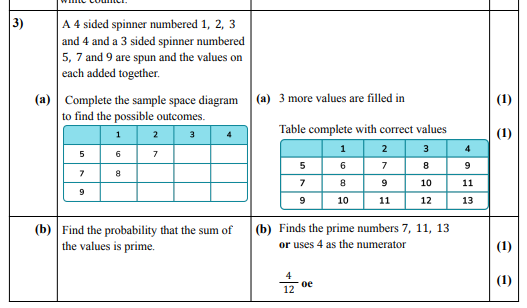 3) A 4 sided spinner numbered 1, 2, 3
and 4 and a 3 sided spinner numbered
5, 7 and 9 are spun and the values on
each added together.
(a) Complete the sample space diagram
to find the possible outcomes.
1 2 3 4
5 6 7
7 8
9
(a) 3 more values are filled in (1)
Table complete with correct values (1)
1 2 3 4
5 6 7 8 9
7 8 9 10 11
9 10 11 12 13
(b) Find the probability that the sum of
the values is prime.
(b) Finds the prime numbers 7, 11, 13
or uses 4 as the numerator (1)
4
12 oe (1)